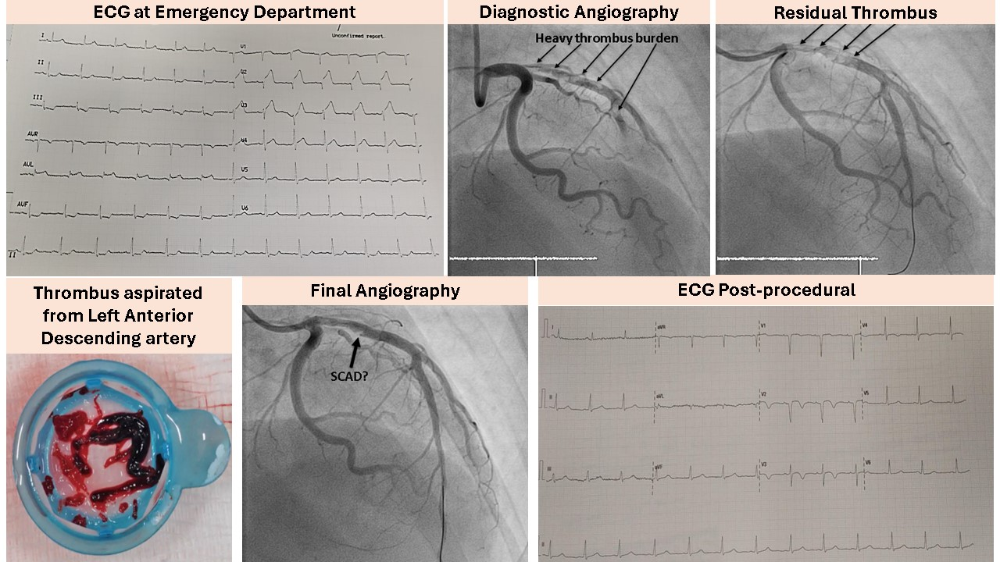 ECG at Emergency Department
Diagnostic Angiography
Residual Thrombus
Unconfirmed report.
Heavy thrombus burden
I
V1
II
V2
III
V3
AVR
V4
AVL
V5
AVF
V6
II
Thrombus aspirated
from Left Anterior
Descending artery
Final Angiography
SCAD?
ECG Post-procedural
I
aVR
V1
V4
II
aVL
V2
V5
III
aVF
V3
V6
II